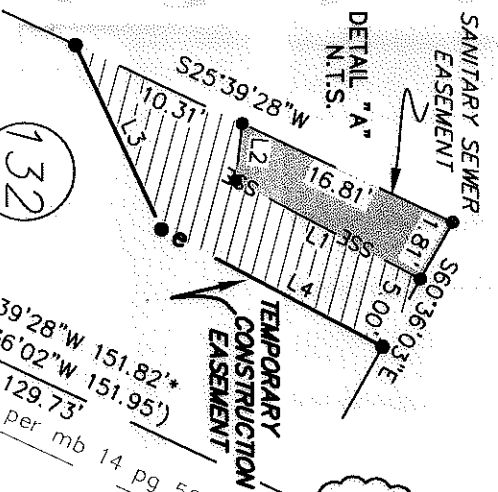 SANITARY SEWER
EASEMENT
DETAIL "A"
N.T.S.
S25°39'28"W
10.31'
16.81'
1.81'
S60°36'03"E
5.00'
L2
SSE
L1
SSE
L3
L4
e
132
TEMPORARY
CONSTRUCTION
EASEMENT
39'28"W 151.82'*
6'02"W 151.95')
129.73'
per mb 14 pg